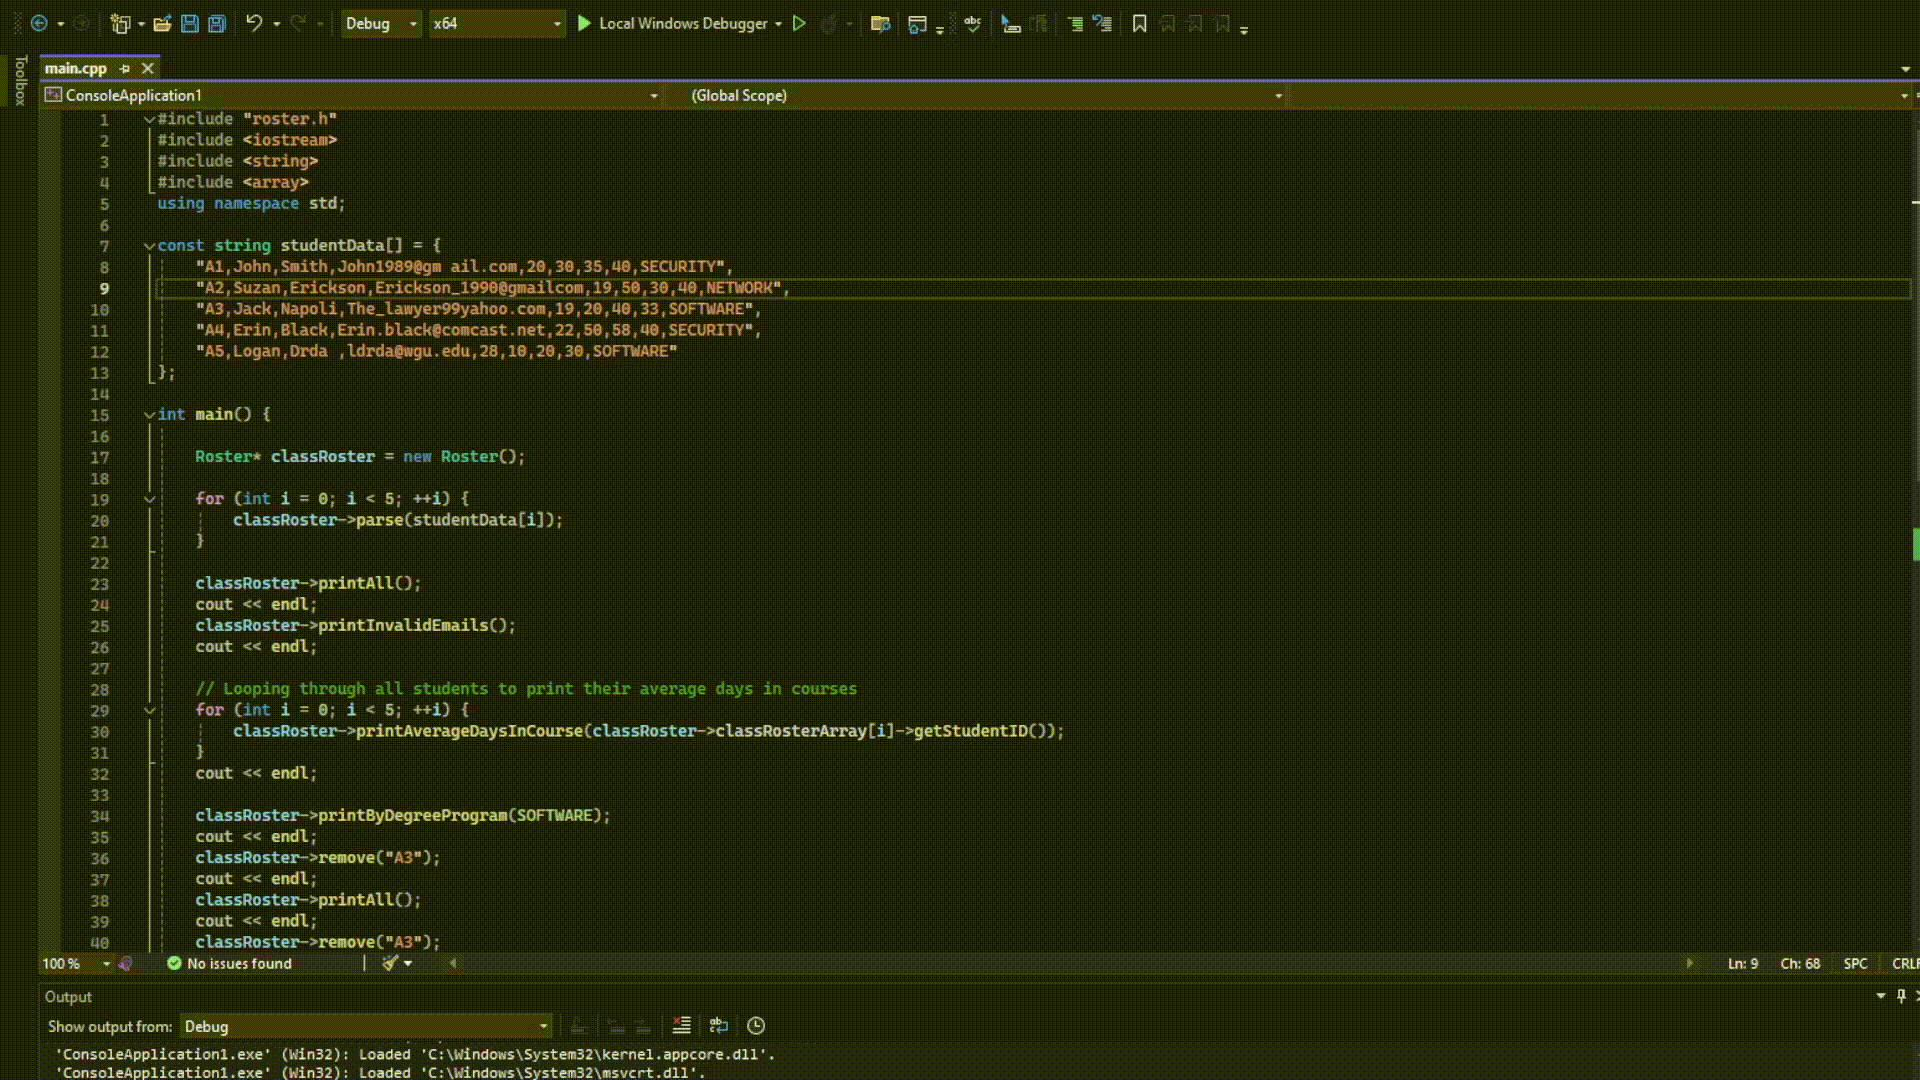 Debug x64 Local Windows Debugger
Toolbox
main.cpp
ConsoleApplication1 (Global Scope)
1 #include "roster.h"
2 #include <iostream>
3 #include <string>
4 #include <array>
5 using namespace std;
6
7 const string studentData[] = {
8 "A1,John,Smith,John1989@gm ail.com,20,30,35,40,SECURITY",
9 "A2,Suzan,Erickson,Erickson_1990@gmailcom,19,50,30,40,NETWORK",
10 "A3,Jack,Napoli,The_lawyer99yahoo.com,19,20,40,33,SOFTWARE",
11 "A4,Erin,Black,Erin.black@comcast.net,22,50,58,40,SECURITY",
12 "A5,Logan,Drda ,ldrda@wgu.edu,28,10,20,30,SOFTWARE"
13 };
14
15 int main() {
16
17 Roster* classRoster = new Roster();
18
19 for (int i = 0; i < 5; ++i) {
20 classRoster->parse(studentData[i]);
21 }
22
23 classRoster->printAll();
24 cout << endl;
25 classRoster->printInvalidEmails();
26 cout << endl;
27
28 // Looping through all students to print their average days in courses
29 for (int i = 0; i < 5; ++i) {
30 classRoster->printAverageDaysInCourse(classRoster->classRosterArray[i]->getStudentID());
31 }
32 cout << endl;
33
34 classRoster->printByDegreeProgram(SOFTWARE);
35 cout << endl;
36 classRoster->remove("A3");
37 cout << endl;
38 classRoster->printAll();
39 cout << endl;
40 classRoster->remove("A3");
100 % No issues found Ln: 9 Ch: 68 SPC CRLF
Output
Show output from: Debug
'ConsoleApplication1.exe' (Win32): Loaded 'C:\Windows\System32\kernel.appcore.dll'.
'ConsoleApplication1.exe' (Win32): Loaded 'C:\Windows\System32\msvcrt.dll'.